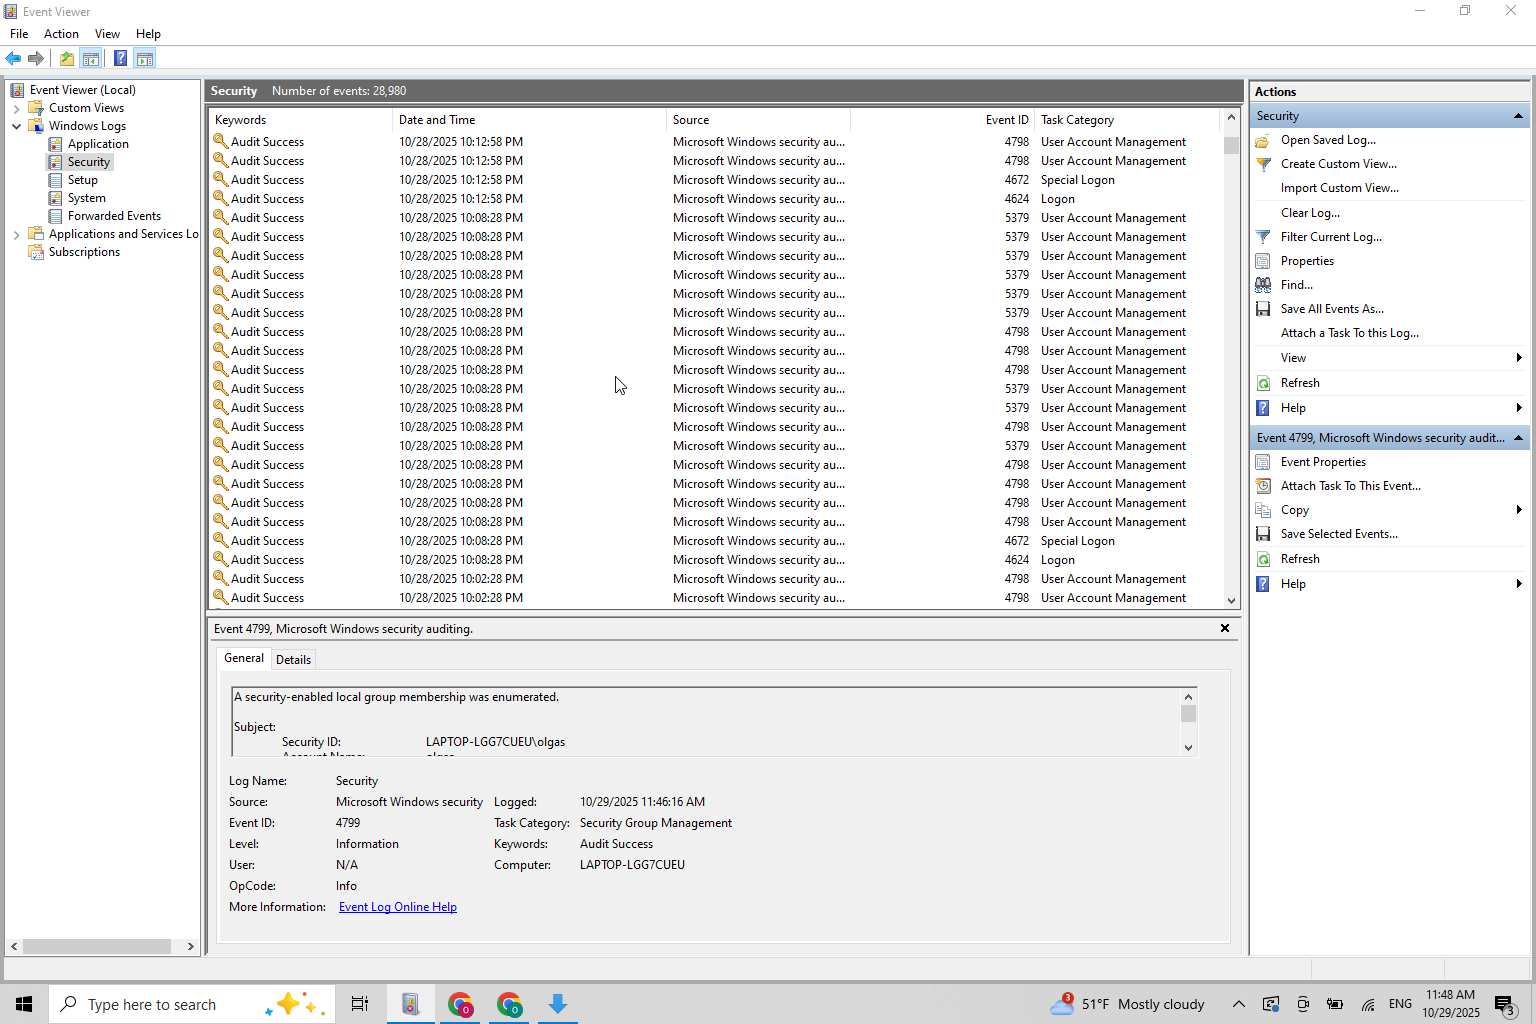 Event Viewer
File Action View Help
Event Viewer (Local)
Custom Views
Windows Logs
Application
Security
Setup
System
Forwarded Events
Applications and Services Lo
Subscriptions
Security Number of events: 28,980
Keywords Date and Time Source Event ID Task Category
Audit Success 10/28/2025 10:12:58 PM Microsoft Windows security au... 4798 User Account Management
Audit Success 10/28/2025 10:12:58 PM Microsoft Windows security au... 4798 User Account Management
Audit Success 10/28/2025 10:12:58 PM Microsoft Windows security au... 4672 Special Logon
Audit Success 10/28/2025 10:12:58 PM Microsoft Windows security au... 4624 Logon
Audit Success 10/28/2025 10:08:28 PM Microsoft Windows security au... 5379 User Account Management
Audit Success 10/28/2025 10:08:28 PM Microsoft Windows security au... 5379 User Account Management
Audit Success 10/28/2025 10:08:28 PM Microsoft Windows security au... 5379 User Account Management
Audit Success 10/28/2025 10:08:28 PM Microsoft Windows security au... 5379 User Account Management
Audit Success 10/28/2025 10:08:28 PM Microsoft Windows security au... 5379 User Account Management
Audit Success 10/28/2025 10:08:28 PM Microsoft Windows security au... 5379 User Account Management
Audit Success 10/28/2025 10:08:28 PM Microsoft Windows security au... 4798 User Account Management
Audit Success 10/28/2025 10:08:28 PM Microsoft Windows security au... 4798 User Account Management
Audit Success 10/28/2025 10:08:28 PM Microsoft Windows security au... 4798 User Account Management
Audit Success 10/28/2025 10:08:28 PM Microsoft Windows security au... 5379 User Account Management
Audit Success 10/28/2025 10:08:28 PM Microsoft Windows security au... 5379 User Account Management
Audit Success 10/28/2025 10:08:28 PM Microsoft Windows security au... 4798 User Account Management
Audit Success 10/28/2025 10:08:28 PM Microsoft Windows security au... 5379 User Account Management
Audit Success 10/28/2025 10:08:28 PM Microsoft Windows security au... 4798 User Account Management
Audit Success 10/28/2025 10:08:28 PM Microsoft Windows security au... 4798 User Account Management
Audit Success 10/28/2025 10:08:28 PM Microsoft Windows security au... 4798 User Account Management
Audit Success 10/28/2025 10:08:28 PM Microsoft Windows security au... 4798 User Account Management
Audit Success 10/28/2025 10:08:28 PM Microsoft Windows security au... 4672 Special Logon
Audit Success 10/28/2025 10:08:28 PM Microsoft Windows security au... 4624 Logon
Audit Success 10/28/2025 10:02:28 PM Microsoft Windows security au... 4798 User Account Management
Audit Success 10/28/2025 10:02:28 PM Microsoft Windows security au... 4798 User Account Management
Event 4799, Microsoft Windows security auditing.
General Details
A security-enabled local group membership was enumerated.
Subject:
Security ID: LAPTOP-LGG7CUEU\olgas
Log Name: Security
Source: Microsoft Windows security Logged: 10/29/2025 11:46:16 AM
Event ID: 4799 Task Category: Security Group Management
Level: Information Keywords: Audit Success
User: N/A Computer: LAPTOP-LGG7CUEU
OpCode: Info
More Information: Event Log Online Help
Actions
Security
Open Saved Log...
Create Custom View...
Import Custom View...
Clear Log...
Filter Current Log...
Properties
Find...
Save All Events As...
Attach a Task To this Log...
View
Refresh
Help
Event 4799, Microsoft Windows security audit...
Event Properties
Attach Task To This Event...
Copy
Save Selected Events...
Refresh
Help
Type here to search
O
O
3
51°F Mostly cloudy
ENG
11:48 AM
10/29/2025
3